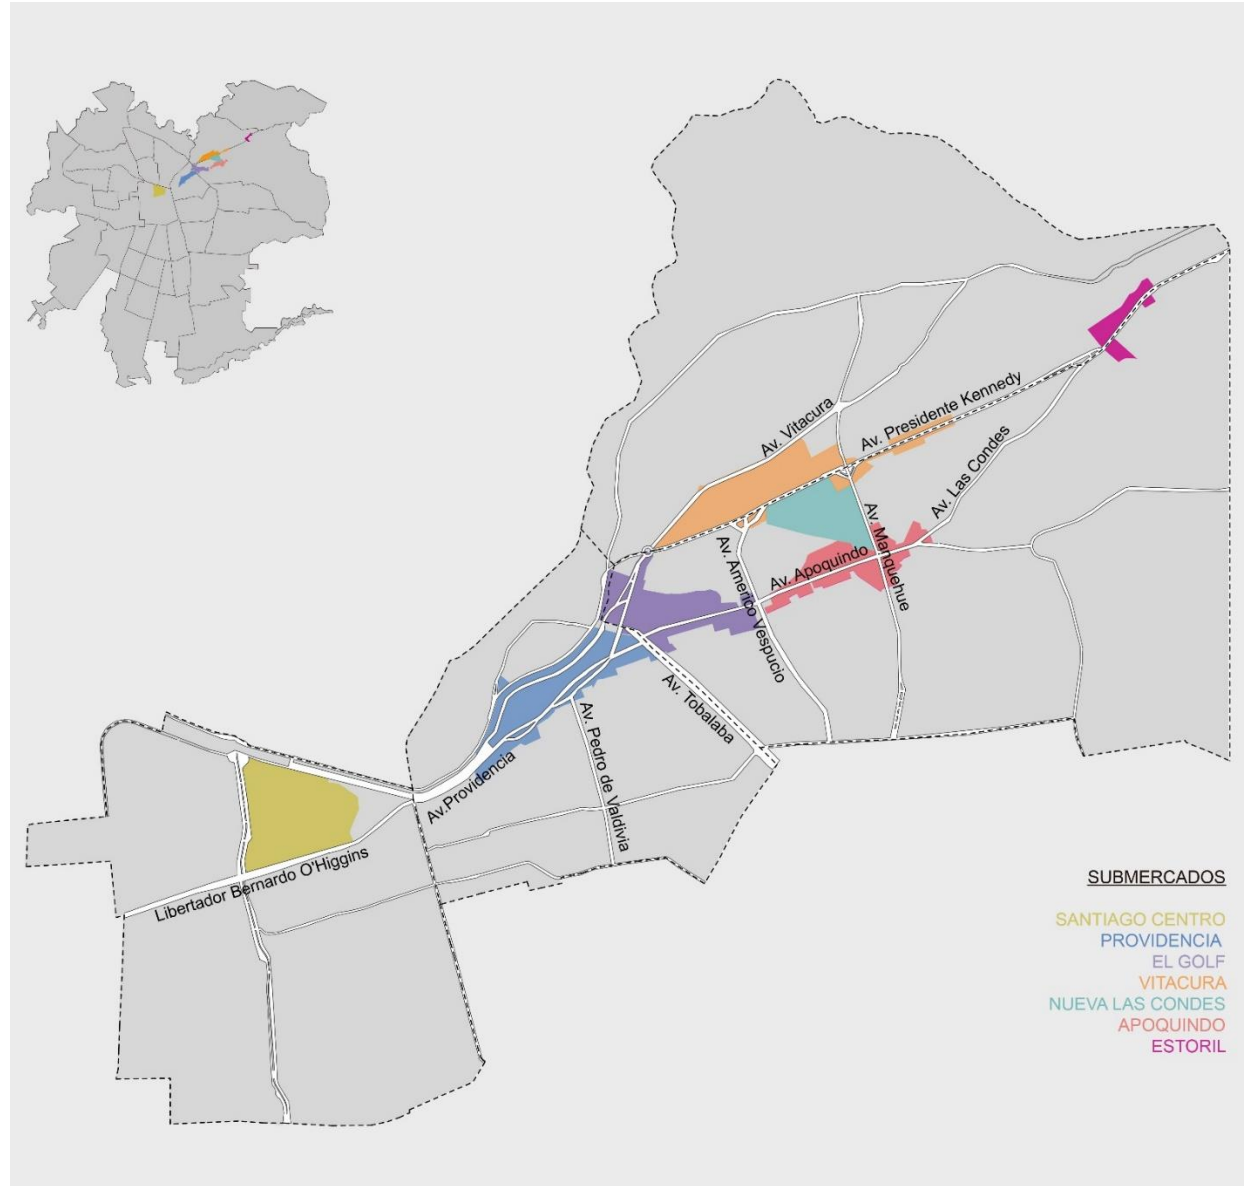 Av. Vitacura
Av. Presidente Kennedy
Av. Las Condes
Av. Manquehue
Av. Apoquindo
Av. Americo Vespucio
Av. Tobalaba
Av. Pedro de Valdivia
Av.Providencia
Libertador Bernardo O'Higgins
SUBMERCADOS
SANTIAGO CENTRO
PROVIDENCIA
EL GOLF
VITACURA
NUEVA LAS CONDES
APOQUINDO
ESTORIL